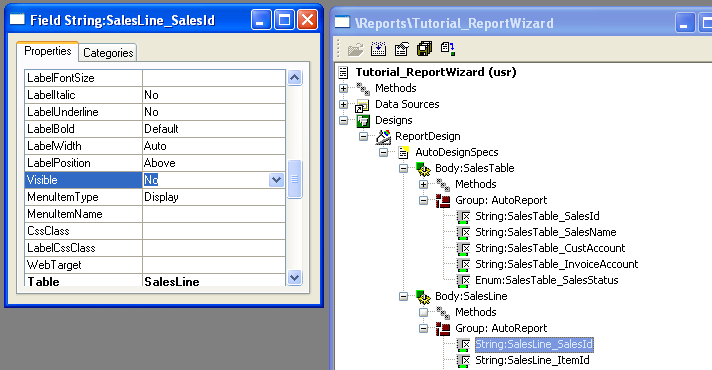 Field String:SalesLine_SalesId
Properties
Categories
LabelFontSize
LabelItalic No
LabelUnderline No
LabelBold Default
LabelWidth Auto
LabelPosition Above
Visible No
MenuItemType Display
MenuItemName
CssClass
LabelCssClass
WebTarget
Table SalesLine
\Reports\Tutorial_ReportWizard
Tutorial_ReportWizard (usr)
Methods
Data Sources
Designs
ReportDesign
AutoDesignSpecs
Body:SalesTable
Methods
Group: AutoReport
String:SalesTable_SalesId
String:SalesTable_SalesName
String:SalesTable_CustAccount
String:SalesTable_InvoiceAccount
Enum:SalesTable_SalesStatus
Body:SalesLine
Methods
Group: AutoReport
String:SalesLine_SalesId
String:SalesLine_ItemId